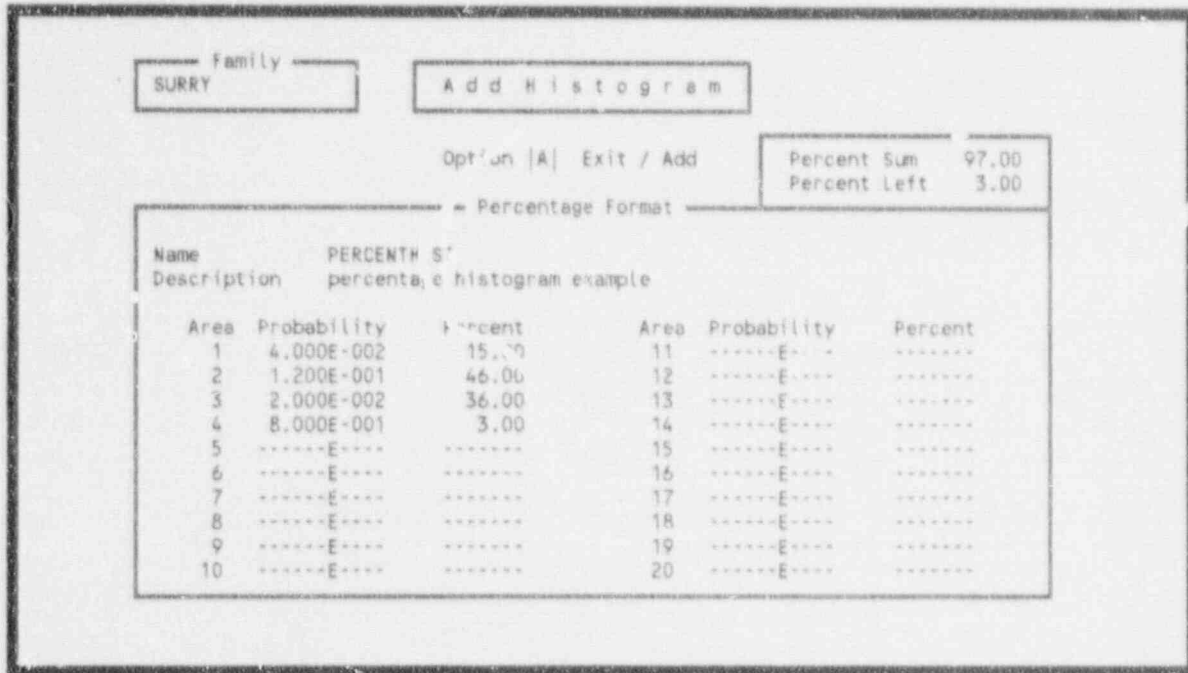 Family
SURRY
Add Histogram
Option |A| Exit / Add
Percent Sum 97.00
Percent Left 3.00
Percentage Format
Name
Description histogram example
Area Probability Percent Area Probability Percent
1 4.000E-002 11 ------E----  -------
2 1.200E-001 46.00 12 ------E----  -------
3 2.000E-002 36.00 13 ------E----  -------
4 8.000E-001 3.00 14 ------E----  -------
5 ------E----  ------- 15 ------E----  -------
6 ------E----  ------- 16 ------E----  -------
7 ------E----  ------- 17 ------E----  -------
8 ------E----  ------- 18 ------E----  -------
9 ------E----  ------- 19 ------E----  -------
10 ------E----  ------- 20 ------E----  -------